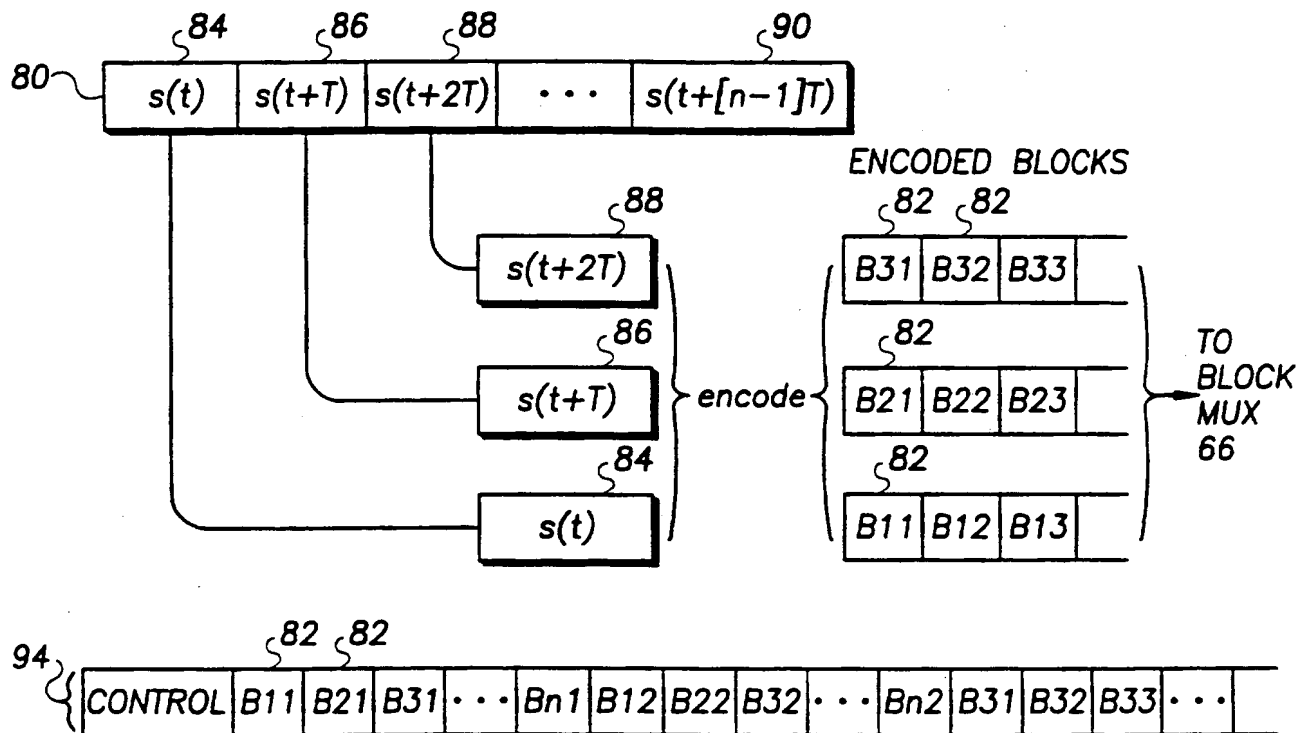 84 86 88 90
80 s(t) s(t+T) s(t+2T) ··· s(t+[n-1]T)
ENCODED BLOCKS
88 82 82
s(t+2T) B31 B32 B33
86 82
s(t+T) encode B21 B22 B23
TO
BLOCK
MUX
66
84 82
s(t) B11 B12 B13
82 82
94 CONTROL B11 B21 B31 ··· Bn1 B12 B22 B32 ··· Bn2 B31 B32 B33 ···